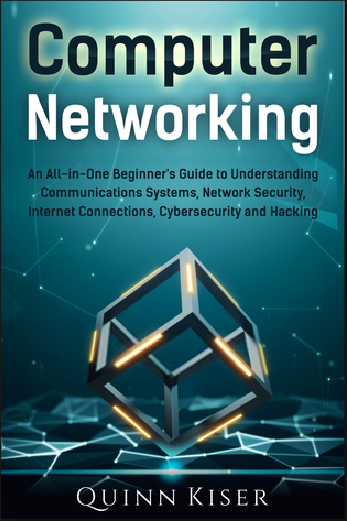 Computer
Networking
An All-in-One Beginner's Guide to Understanding
Communications Systems, Network Security,
Internet Connections, Cybersecurity and Hacking
Quinn Kiser